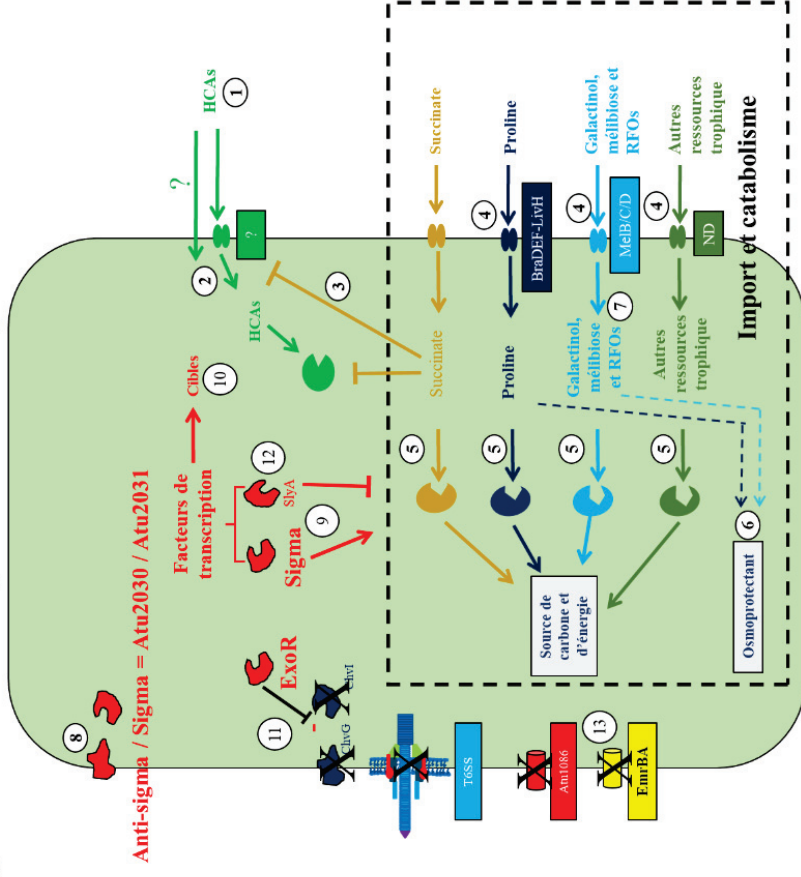 8
Anti-sigma / Sigma = Atu2030 / Atu2031
Facteurs de
transcription
Cibles
10
12
SlyA
Sigma
9
ExoR
11
ChvG
ChvI
T6SS
Atu1086
13
EmrBA
?
HCAs
1
2
?
HCAs
3
Succinate
Succinate
5
Proline
4
BraDEF-LivH
Proline
5
Galactinol,
mélibiose et
RFOs
4
MelB/C/D
7
Galactinol,
mélibiose
et RFOs
5
Autres
ressources
trophique
4
ND
Autres
ressources
trophique
5
Source de
carbone et
d'énergie
6
Osmoprotectant
Import et catabolisme